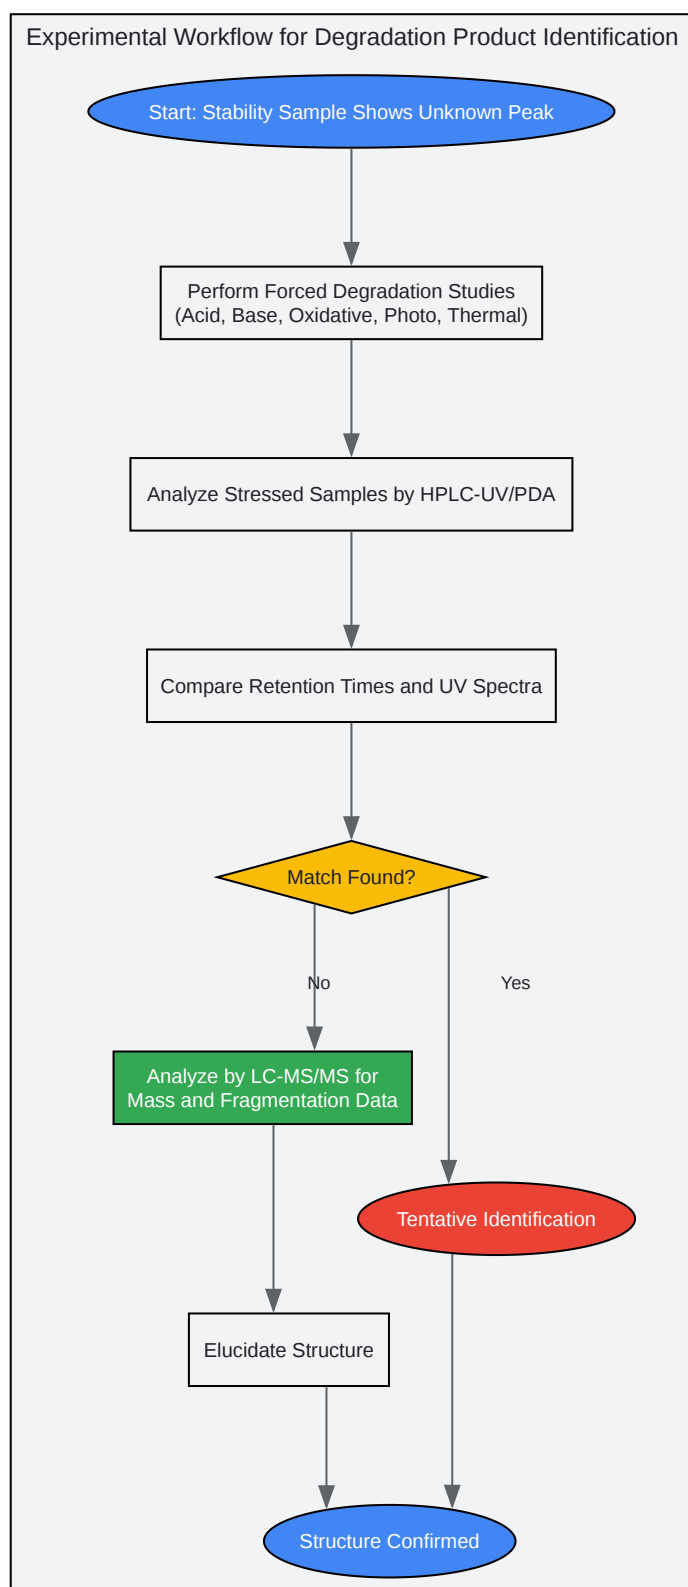 Experimental Workflow for Degradation Product Identification
Start: Stability Sample Shows Unknown Peak
Perform Forced Degradation Studies
(Acid, Base, Oxidative, Photo, Thermal)
Analyze Stressed Samples by HPLC-UV/PDA
Compare Retention Times and UV Spectra
Match Found?
No
Yes
Analyze by LC-MS/MS for
Mass and Fragmentation Data
Tentative Identification
Elucidate Structure
Structure Confirmed